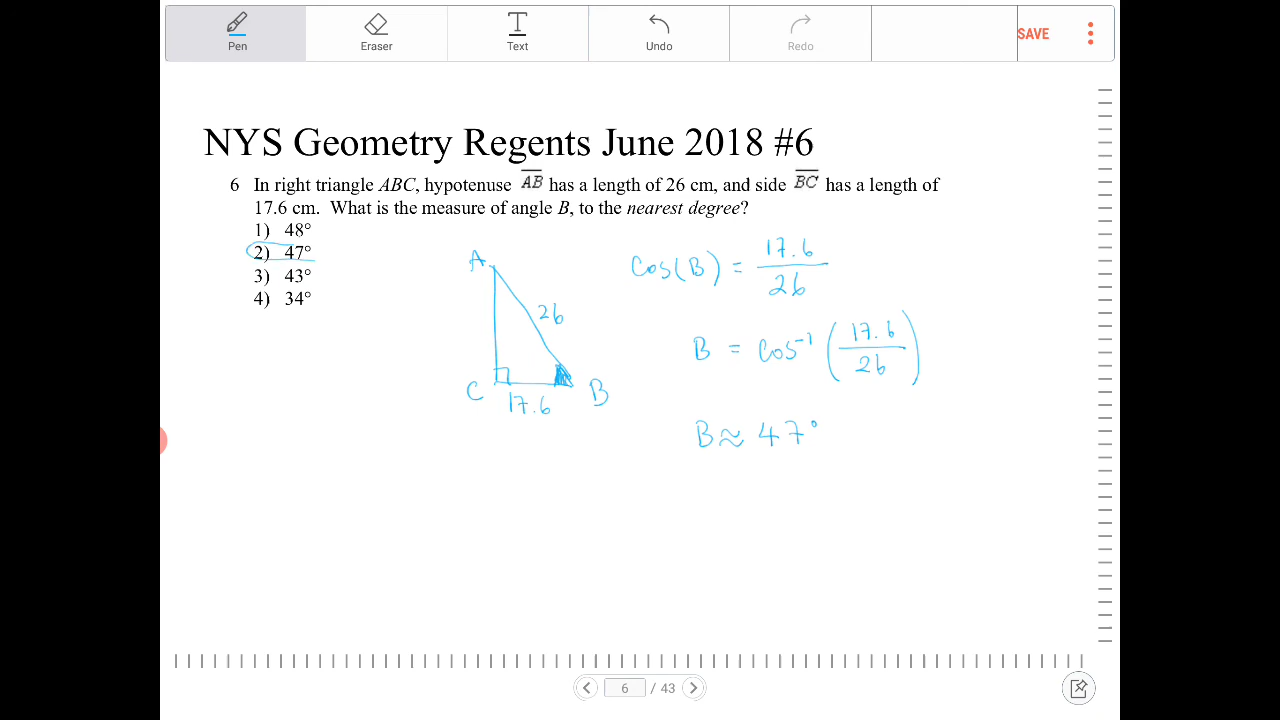 Pen
Eraser
Text
Undo
Redo
SAVE
NYS Geometry Regents June 2018 #6
6 In right triangle ABC, hypotenuse A̅B̅ has a length of 26 cm, and side B̅C̅ has a length of
17.6 cm. What is the measure of angle B, to the nearest degree?
1) 48°
2) 47°
3) 43°
4) 34°
A
26
C
B
17.6
cos(B) = 17.6/26
B = cos⁻¹(17.6/26)
B ≈ 47°
6 / 43